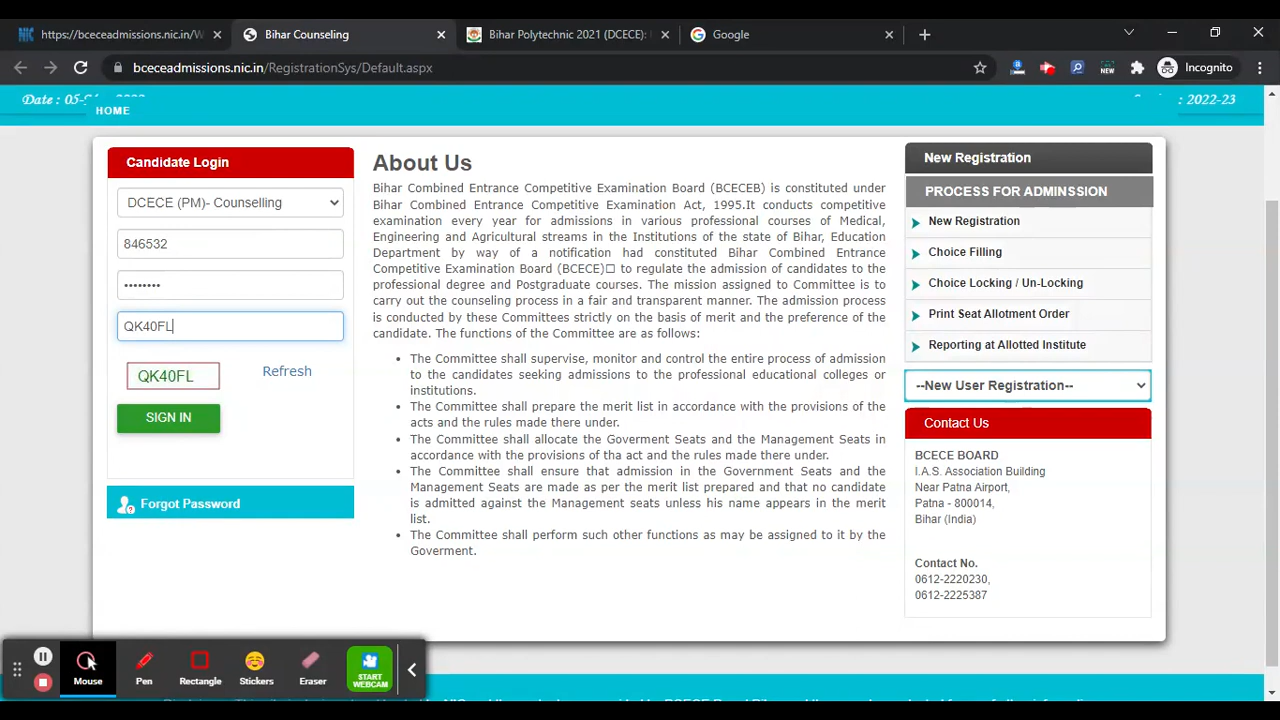 https://bceceadmissions.nic.in/W
Bihar Counseling
Bihar Polytechnic 2021 (DCECE):
Google
bceceadmissions.nic.in/RegistrationSys/Default.aspx
NEW
Incognito
Date : 05-
: 2022-23
HOME
Candidate Login
DCECE (PM)- Counselling
846532
••••••••
QK40FL
QK40FL
Refresh
SIGN IN
Forgot Password
About Us
Bihar Combined Entrance Competitive Examination Board (BCECEB) is constituted under
Bihar Combined Entrance Competitive Examination Act, 1995.It conducts competitive
examination every year for admissions in various professional courses of Medical,
Engineering and Agricultural streams in the Institutions of the state of Bihar, Education
Department by way of a notification had constituted Bihar Combined Entrance
Competitive Examination Board (BCECE)□ to regulate the admission of candidates to the
professional degree and Postgraduate courses. The mission assigned to Committee is to
carry out the counseling process in a fair and transparent manner. The admission process
is conducted by these Committees strictly on the basis of merit and the preference of the
candidate. The functions of the Committee are as follows:
• The Committee shall supervise, monitor and control the entire process of admission
to the candidates seeking admissions to the professional educational colleges or
institutions.
• The Committee shall prepare the merit list in accordance with the provisions of the
acts and the rules made there under.
• The Committee shall allocate the Goverment Seats and the Management Seats in
accordance with the provisions of tha act and the rules made there under.
• The Committee shall ensure that admission in the Government Seats and the
Management Seats are made as per the merit list prepared and that no candidate
is admitted against the Management seats unless his name appears in the merit
list.
• The Committee shall perform such other functions as may be assigned to it by the
Goverment.
New Registration
PROCESS FOR ADMINSSION
New Registration
Choice Filling
Choice Locking / Un-Locking
Print Seat Allotment Order
Reporting at Allotted Institute
--New User Registration--
Contact Us
BCECE BOARD
I.A.S. Association Building
Near Patna Airport,
Patna - 800014,
Bihar (India)
Contact No.
0612-2220230,
0612-2225387
Mouse
Pen
Rectangle
Stickers
Eraser
START
WEBCAM